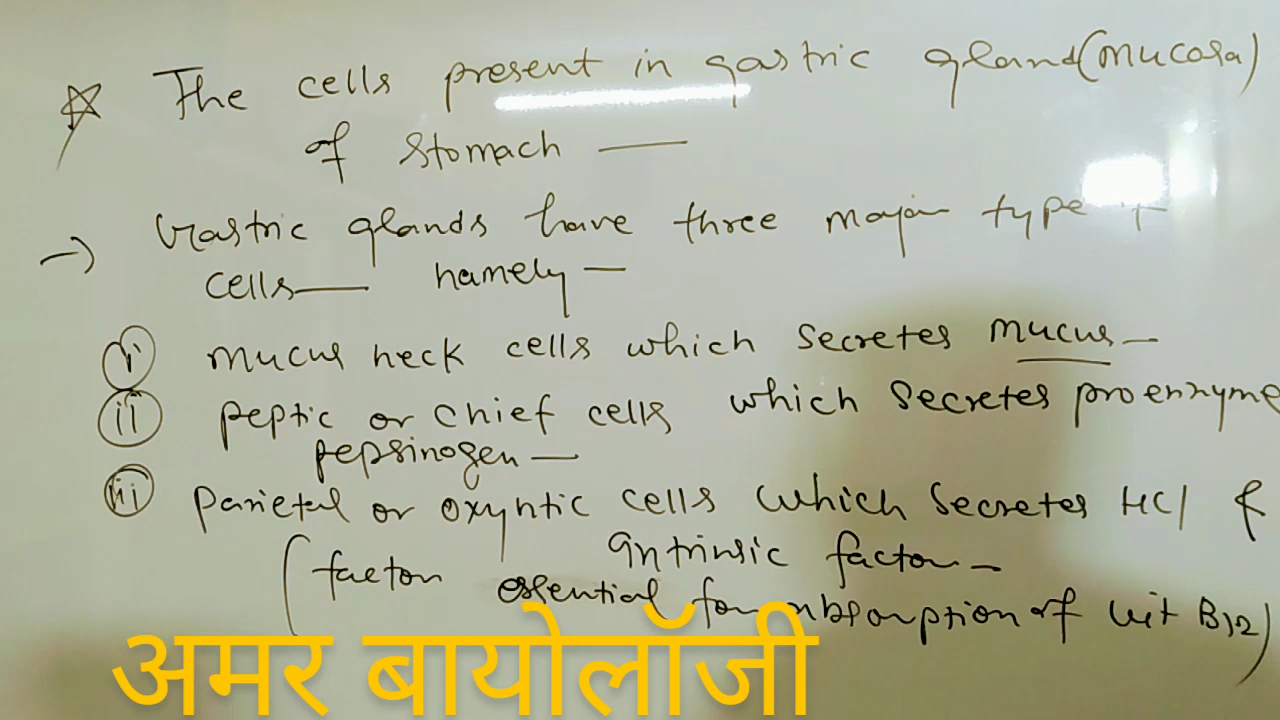 ☆ The cells present in gastric gland (mucosa)
of stomach —
→ Gastric glands have three major type of
cells — namely —
(i) mucus neck cells which secretes mucus —
(ii) peptic or chief cells which secretes proenzyme
pepsinogen —
(iii) parietal or oxyntic cells which secretes HCl &
intrinsic factor —
(factor essential for absorption of vit B12)
अमर बायोलॉजी